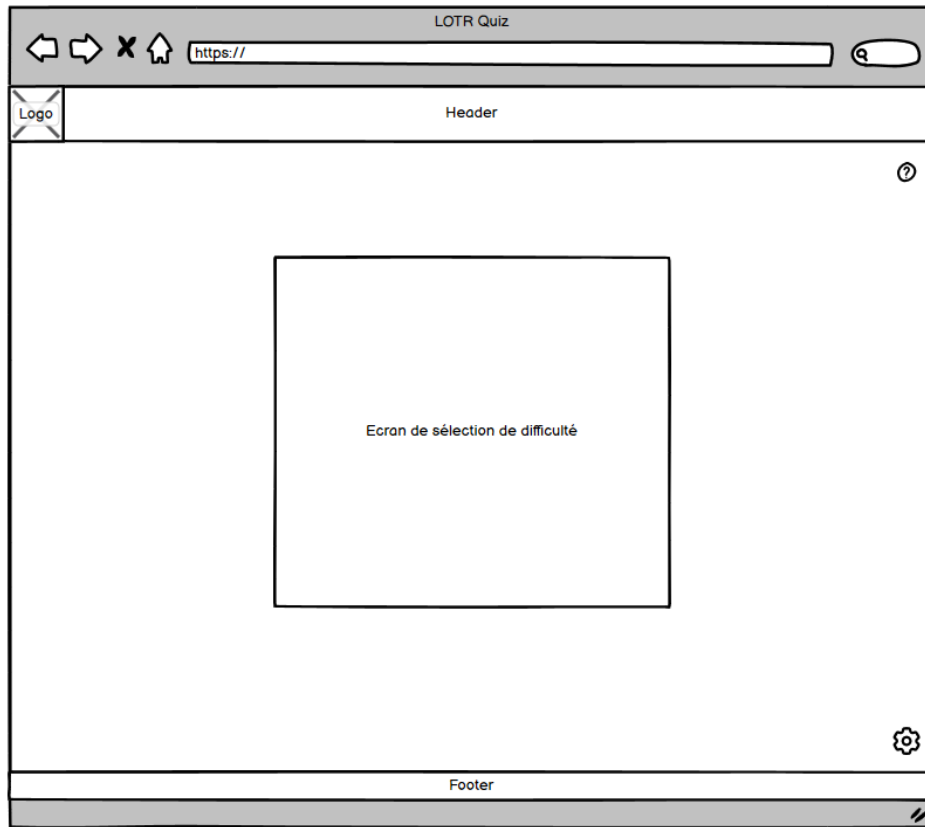 LOTR Quiz
https://
Logo
Header
?
Ecran de sélection de difficulté
Footer